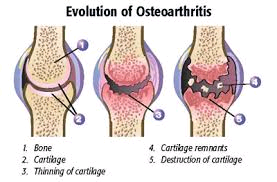 Evolution of Osteoarthritis
1
2
3
4
5
1. Bone
2. Cartilage
3. Thinning of cartilage
4. Cartilage remnants
5. Destruction of cartilage